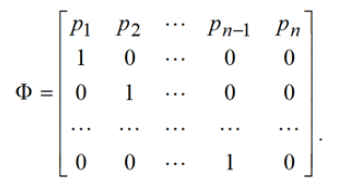 p₁ p₂ ⋯ pₙ₋₁ pₙ
1 0 ⋯ 0 0
Φ = 0 1 ⋯ 0 0
⋯ ⋯ ⋯ ⋯ ⋯
0 0 ⋯ 1 0 .